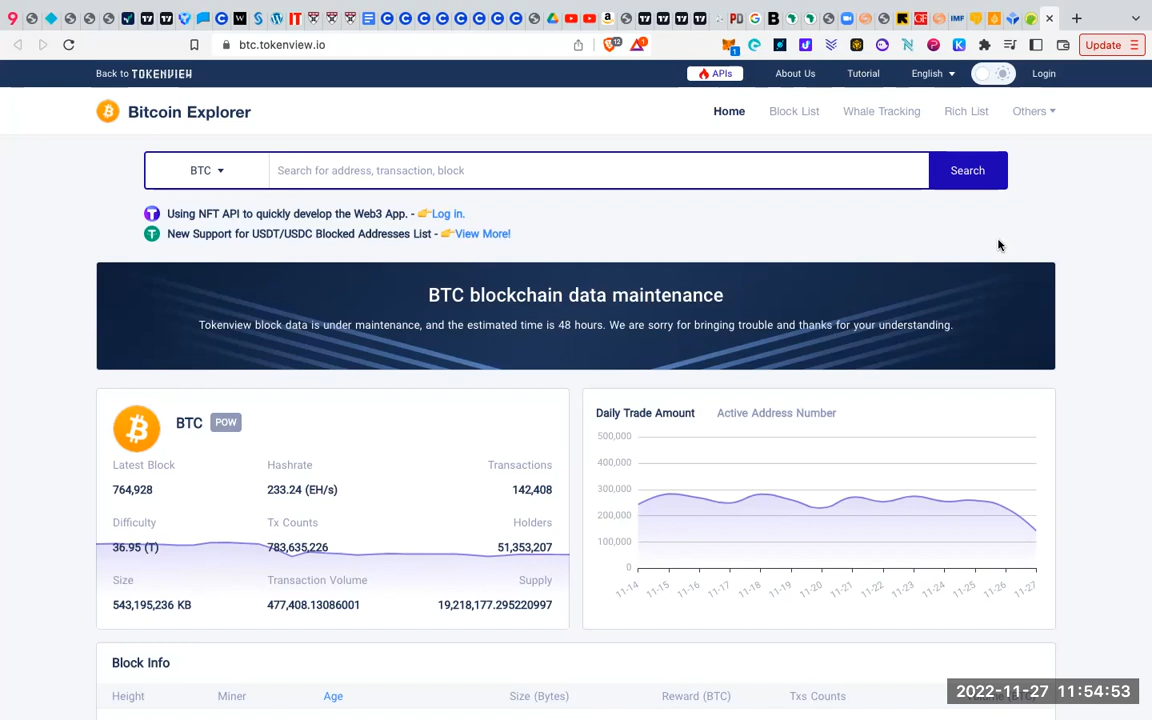 btc.tokenview.io
Update
Back to TOKENVIEW
APIs
About Us
Tutorial
English
Login
Bitcoin Explorer
Home
Block List
Whale Tracking
Rich List
Others
BTC
Search for address, transaction, block
Search
Using NFT API to quickly develop the Web3 App. - 👉Log in.
New Support for USDT/USDC Blocked Addresses List - 👉View More!
BTC blockchain data maintenance
Tokenview block data is under maintenance, and the estimated time is 48 hours. We are sorry for bringing trouble and thanks for your understanding.
BTC POW
Latest Block Hashrate Transactions
764,928 233.24 (EH/s) 142,408
Difficulty Tx Counts Holders
36.95 (T) 783,635,226 51,353,207
Size Transaction Volume Supply
543,195,236 KB 477,408.13086001 19,218,177.295220997
Daily Trade Amount Active Address Number
500,000
400,000
300,000
200,000
100,000
0
11-14 11-15 11-16 11-17 11-18 11-19 11-20 11-21 11-22 11-23 11-24 11-25 11-26 11-27
Block Info
Height Miner Age Size (Bytes) Reward (BTC) Txs Counts
2022-11-27 11:54:53